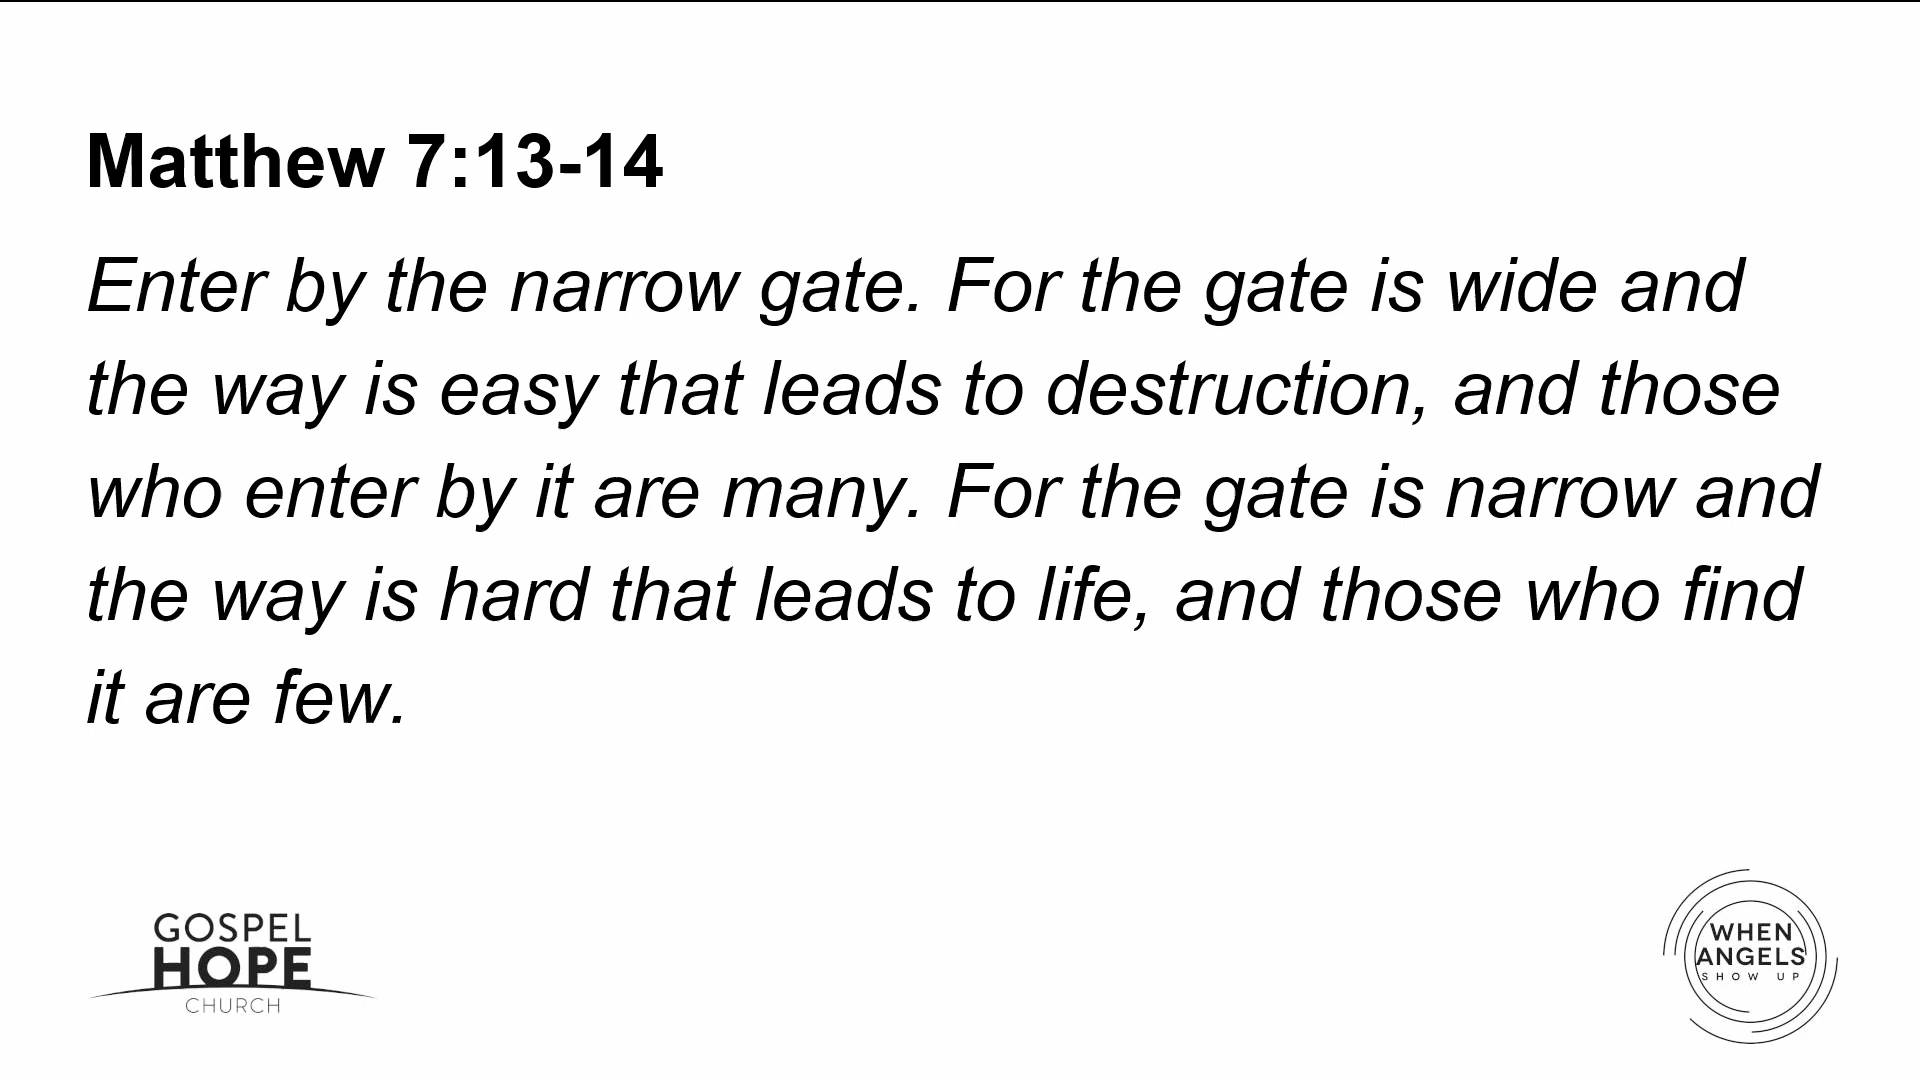 Matthew 7:13-14
Enter by the narrow gate. For the gate is wide and
the way is easy that leads to destruction, and those
who enter by it are many. For the gate is narrow and
the way is hard that leads to life, and those who find
it are few.
GOSPEL
HOPE
CHURCH
WHEN
ANGELS
SHOW UP